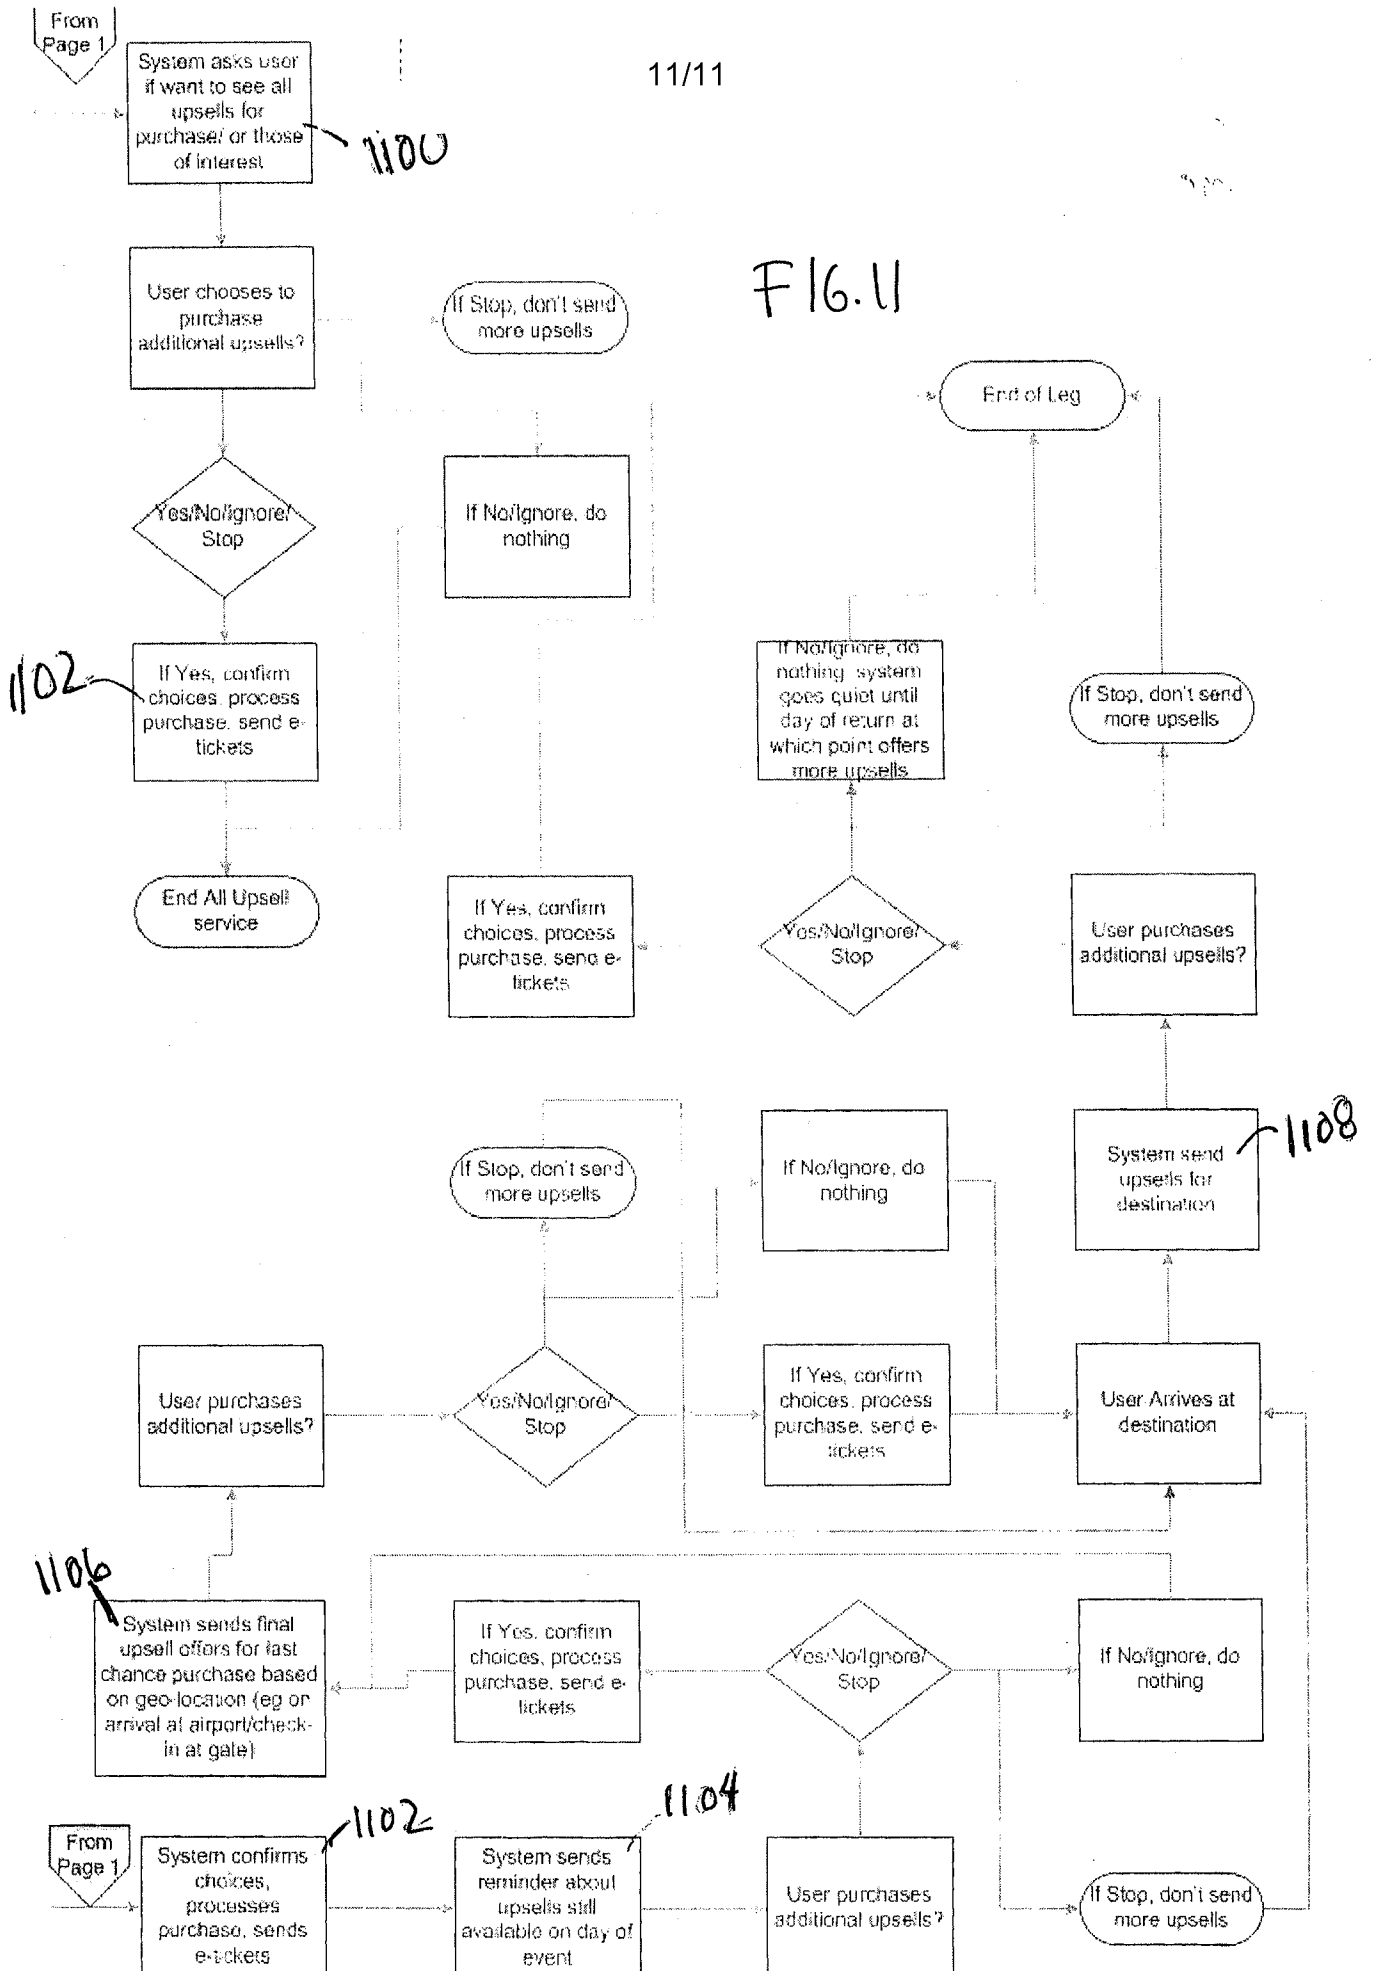 From
Page 1
System asks user
if want to see all
upsells for
purchase/ or those
of interest
1100
11/11
FIG. 11
User chooses to
purchase
additional upsells?
If Stop, don't send
more upsells
End of Leg
Yes/No/Ignore/
Stop
If No/Ignore, do
nothing
1102
If Yes, confirm
choices, process
purchase, send e-
tickets
If No/Ignore, do
nothing, system
goes quiet until
day of return at
which point offers
more upsells
If Stop, don't send
more upsells
End All Upsell
service
If Yes, confirm
choices, process
purchase, send e-
tickets
Yes/No/Ignore/
Stop
User purchases
additional upsells?
If Stop, don't send
more upsells
If No/Ignore, do
nothing
System send
upsells for
destination
1108
User purchases
additional upsells?
Yes/No/Ignore/
Stop
If Yes, confirm
choices, process
purchase, send e-
tickets
User Arrives at
destination
1106
System sends final
upsell offers for last
chance purchase based
on geo-location (eg on
arrival at airport/check-
in at gate)
If Yes, confirm
choices, process
purchase, send e-
tickets
Yes/No/Ignore/
Stop
If No/Ignore, do
nothing
From
Page 1
System confirms
choices,
processes
purchase, sends
e-tickets
1102
System sends
reminder about
upsells still
available on day of
event
1104
User purchases
additional upsells?
If Stop, don't send
more upsells